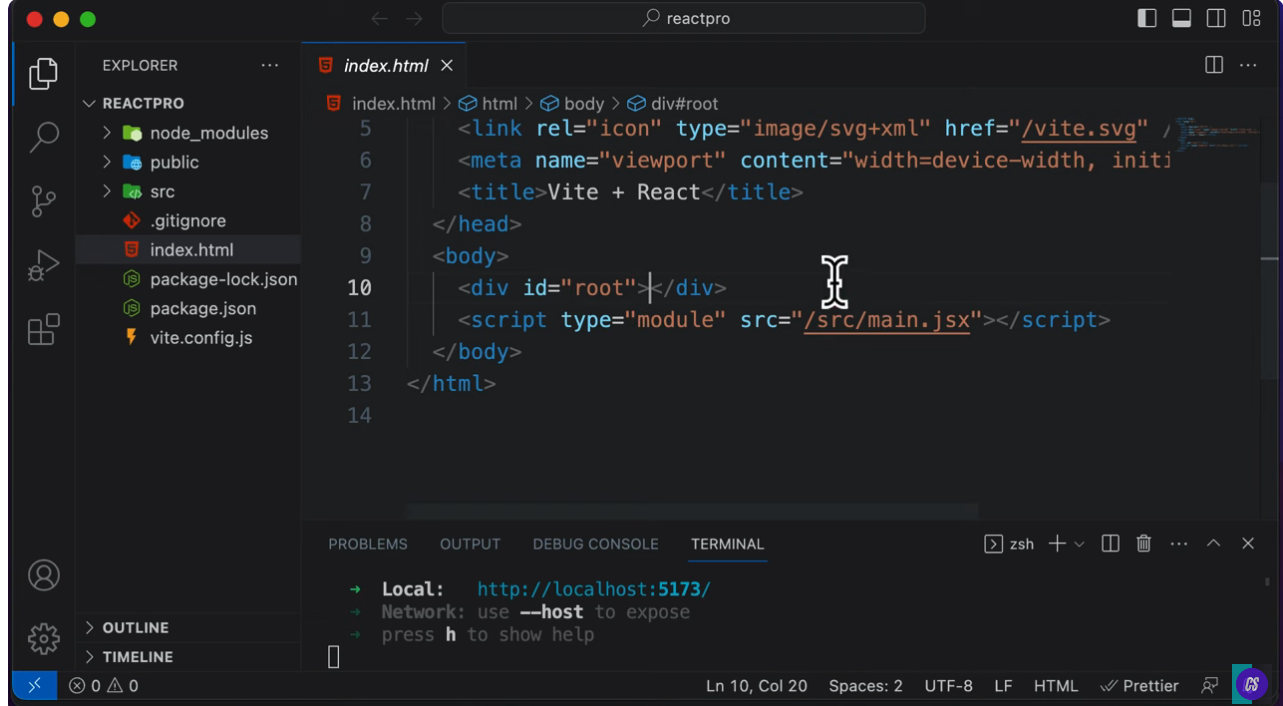 reactpro
EXPLORER ...
REACTPRO
node_modules
public
src
.gitignore
index.html
package-lock.json
package.json
vite.config.js
OUTLINE
TIMELINE
index.html
index.html > html > body > div#root
5 <link rel="icon" type="image/svg+xml" href="/vite.svg" /
6 <meta name="viewport" content="width=device-width, initi
7 <title>Vite + React</title>
8 </head>
9 <body>
10 <div id="root"></div>
11 <script type="module" src="/src/main.jsx"></script>
12 </body>
13 </html>
14
PROBLEMS OUTPUT DEBUG CONSOLE TERMINAL zsh
➜ Local: http://localhost:5173/
➜ Network: use --host to expose
➜ press h to show help
0 0 Ln 10, Col 20 Spaces: 2 UTF-8 LF HTML Prettier
CS